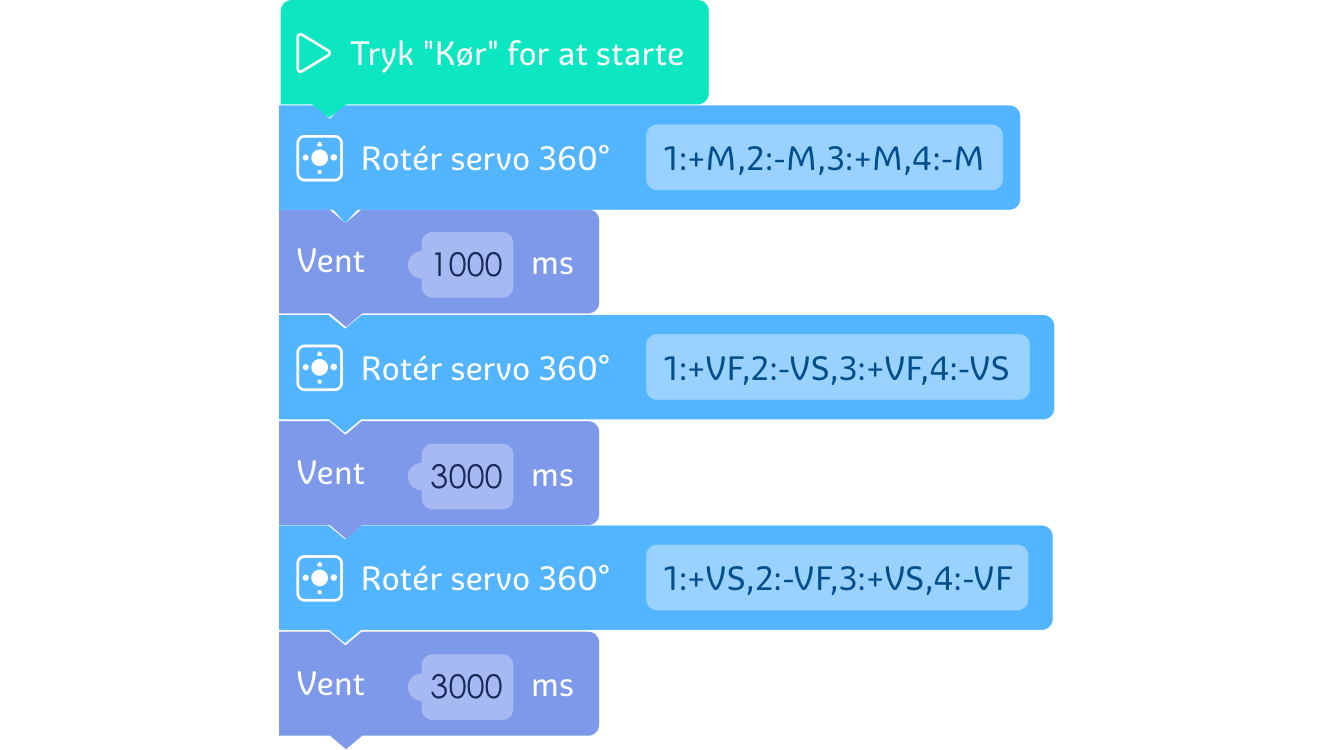 Tryk "Kør" for at starte
Rotér servo 360° 1:+M,2:-M,3:+M,4:-M
Vent 1000 ms
Rotér servo 360° 1:+VF,2:-VS,3:+VF,4:-VS
Vent 3000 ms
Rotér servo 360° 1:+VS,2:-VF,3:+VS,4:-VF
Vent 3000 ms